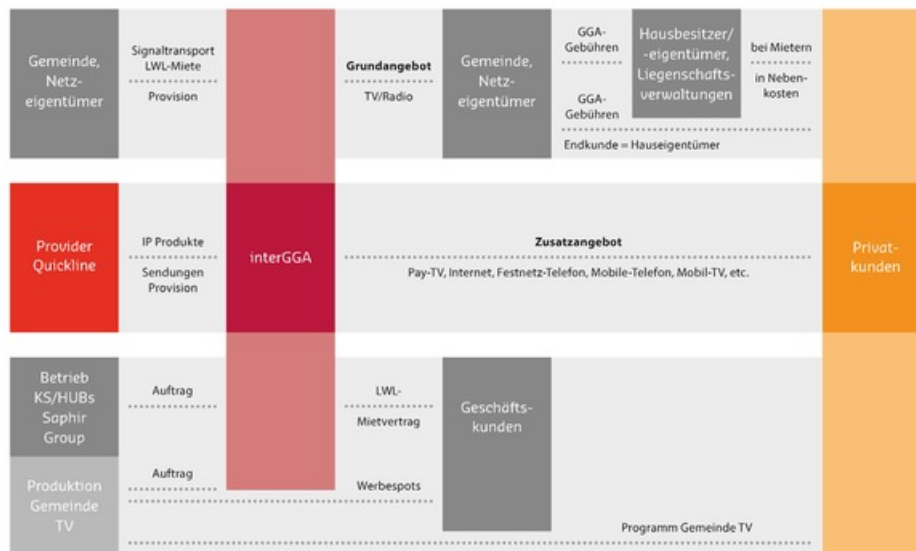 Gemeinde,
Netz-
eigentümer
Signaltransport
LWL-Miete
Provision
Grundangebot
TV/Radio
Gemeinde,
Netz-
eigentümer
GGA-
Gebühren
GGA-
Gebühren
Hausbesitzer/
-eigentümer,
Liegenschafts-
verwaltungen
bei Mietern
in Neben-
kosten
Endkunde = Hauseigentümer
Provider
Quickline
IP Produkte
Sendungen
Provision
interGGA
Zusatzangebot
Pay-TV, Internet, Festnetz-Telefon, Mobile-Telefon, Mobil-TV, etc.
Privat-
kunden
Betrieb
KS/HUBs
Saphir
Group
Auftrag
LWL-
Mietvertrag
Geschäfts-
kunden
Produktion
Gemeinde
TV
Auftrag
Werbespots
Programm Gemeinde TV